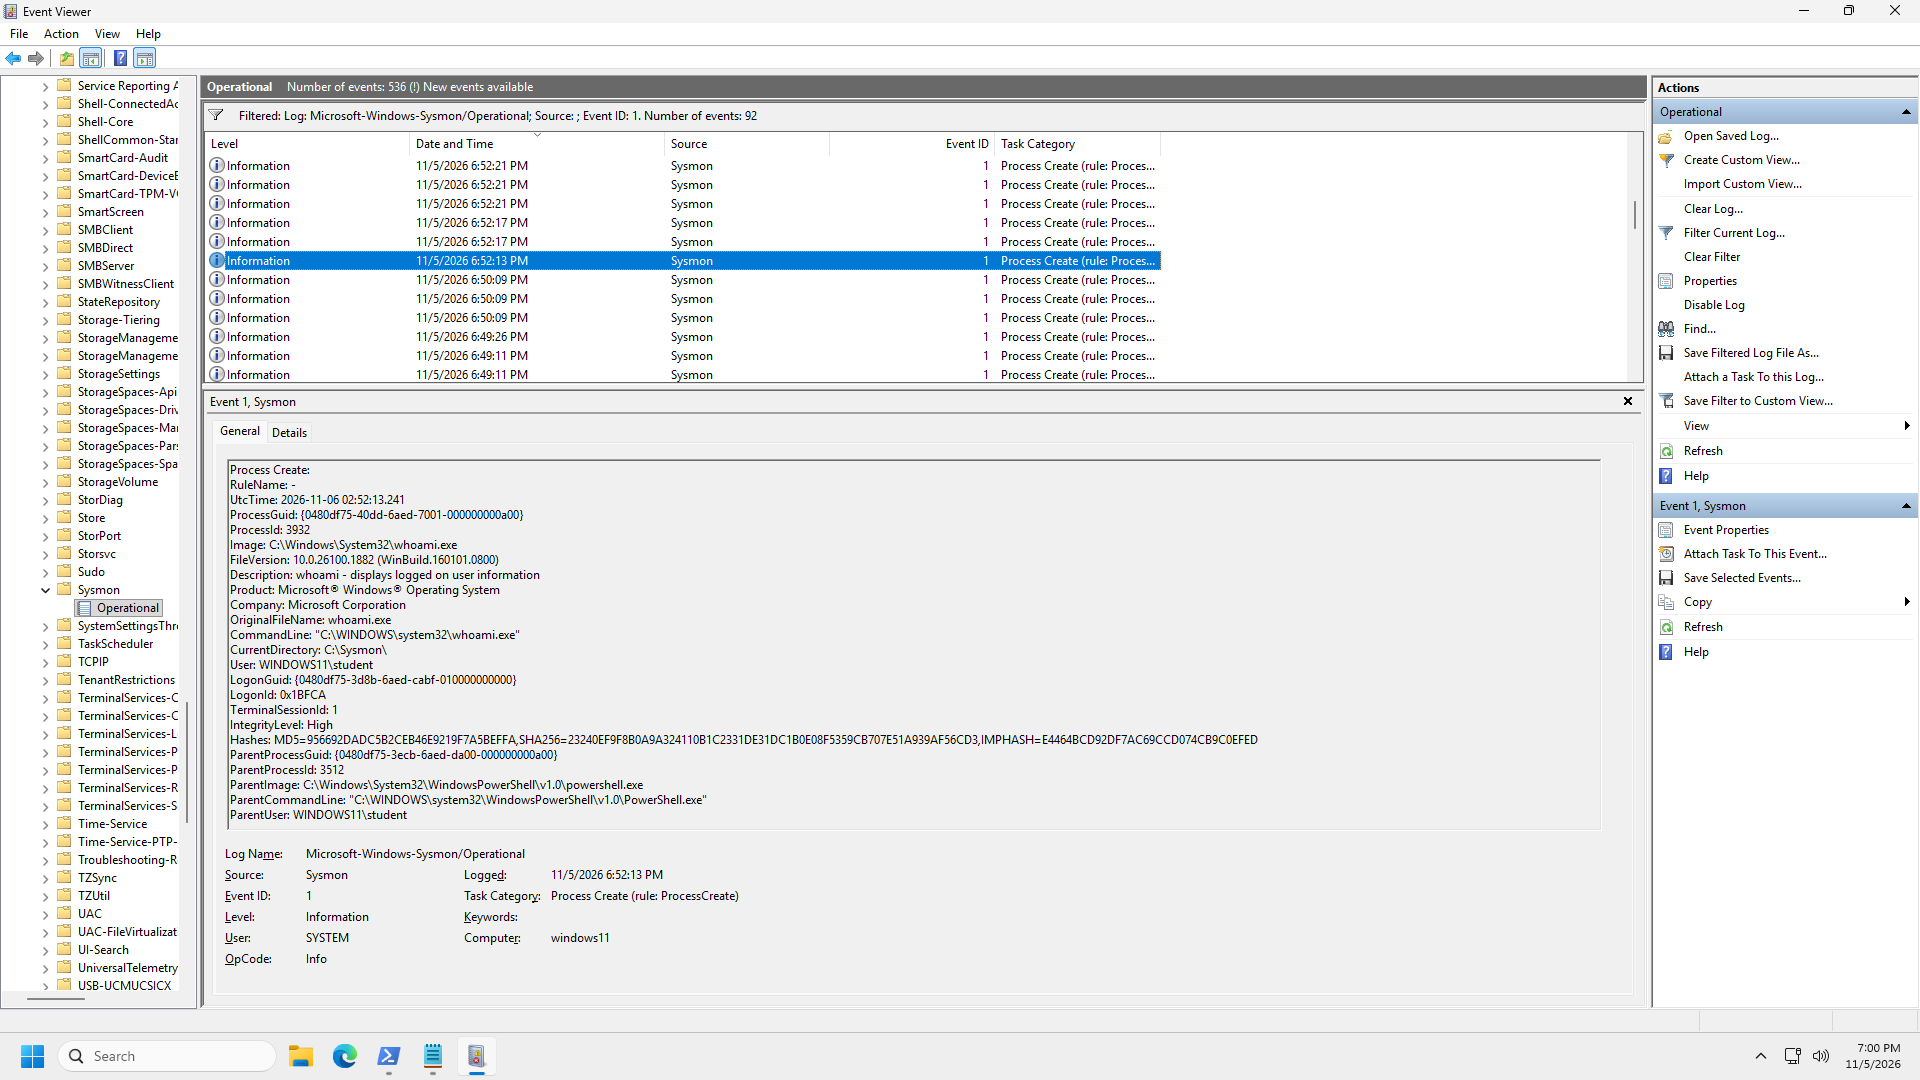 Event Viewer
File Action View Help
Service Reporting A
Shell-ConnectedAc
Shell-Core
ShellCommon-Star
SmartCard-Audit
SmartCard-DeviceE
SmartCard-TPM-V
SmartScreen
SMBClient
SMBDirect
SMBServer
SMBWitnessClient
StateRepository
Storage-Tiering
StorageManageme
StorageManageme
StorageSettings
StorageSpaces-Api
StorageSpaces-Driv
StorageSpaces-Mar
StorageSpaces-Pars
StorageSpaces-Spa
StorageVolume
StorDiag
Store
StorPort
Storsvc
Sudo
Sysmon
Operational
SystemSettingsThre
TaskScheduler
TCPIP
TenantRestrictions
TerminalServices-C
TerminalServices-C
TerminalServices-L
TerminalServices-P
TerminalServices-P
TerminalServices-R
TerminalServices-S
Time-Service
Time-Service-PTP-
Troubleshooting-R
TZSync
TZUtil
UAC
UAC-FileVirtualizat
UI-Search
UniversalTelemetry
USB-UCMUCSICX
Operational Number of events: 536 (!) New events available
Filtered: Log: Microsoft-Windows-Sysmon/Operational; Source: ; Event ID: 1. Number of events: 92
Level Date and Time Source Event ID Task Category
Information 11/5/2026 6:52:21 PM Sysmon 1 Process Create (rule: Proces...
Information 11/5/2026 6:52:21 PM Sysmon 1 Process Create (rule: Proces...
Information 11/5/2026 6:52:21 PM Sysmon 1 Process Create (rule: Proces...
Information 11/5/2026 6:52:17 PM Sysmon 1 Process Create (rule: Proces...
Information 11/5/2026 6:52:17 PM Sysmon 1 Process Create (rule: Proces...
Information 11/5/2026 6:52:13 PM Sysmon 1 Process Create (rule: Proces...
Information 11/5/2026 6:50:09 PM Sysmon 1 Process Create (rule: Proces...
Information 11/5/2026 6:50:09 PM Sysmon 1 Process Create (rule: Proces...
Information 11/5/2026 6:50:09 PM Sysmon 1 Process Create (rule: Proces...
Information 11/5/2026 6:49:26 PM Sysmon 1 Process Create (rule: Proces...
Information 11/5/2026 6:49:11 PM Sysmon 1 Process Create (rule: Proces...
Information 11/5/2026 6:49:11 PM Sysmon 1 Process Create (rule: Proces...
Event 1, Sysmon
General Details
Process Create:
RuleName: -
UtcTime: 2026-11-06 02:52:13.241
ProcessGuid: {0480df75-40dd-6aed-7001-000000000a00}
ProcessId: 3932
Image: C:\Windows\System32\whoami.exe
FileVersion: 10.0.26100.1882 (WinBuild.160101.0800)
Description: whoami - displays logged on user information
Product: Microsoft® Windows® Operating System
Company: Microsoft Corporation
OriginalFileName: whoami.exe
CommandLine: "C:\WINDOWS\system32\whoami.exe"
CurrentDirectory: C:\Sysmon\
User: WINDOWS11\student
LogonGuid: {0480df75-3d8b-6aed-cabf-010000000000}
LogonId: 0x1BFCA
TerminalSessionId: 1
IntegrityLevel: High
Hashes: MD5=956692DADC5B2CEB46E9219F7A5BEFFA,SHA256=23240EF9F8B0A9A324110B1C2331DE31DC1B0E08F5359CB707E51A939AF56CD3,IMPHASH=E4464BCD92DF7AC69CCD074CB9C0EFED
ParentProcessGuid: {0480df75-3ecb-6aed-da00-000000000a00}
ParentProcessId: 3512
ParentImage: C:\Windows\System32\WindowsPowerShell\v1.0\powershell.exe
ParentCommandLine: "C:\WINDOWS\system32\WindowsPowerShell\v1.0\PowerShell.exe"
ParentUser: WINDOWS11\student
Log Name: Microsoft-Windows-Sysmon/Operational
Source: Sysmon Logged: 11/5/2026 6:52:13 PM
Event ID: 1 Task Category: Process Create (rule: ProcessCreate)
Level: Information Keywords:
User: SYSTEM Computer: windows11
OpCode: Info
Actions
Operational
Open Saved Log...
Create Custom View...
Import Custom View...
Clear Log...
Filter Current Log...
Clear Filter
Properties
Disable Log
Find...
Save Filtered Log File As...
Attach a Task To this Log...
Save Filter to Custom View...
View
Refresh
Help
Event 1, Sysmon
Event Properties
Attach Task To This Event...
Save Selected Events...
Copy
Refresh
Help
Search
7:00 PM
11/5/2026